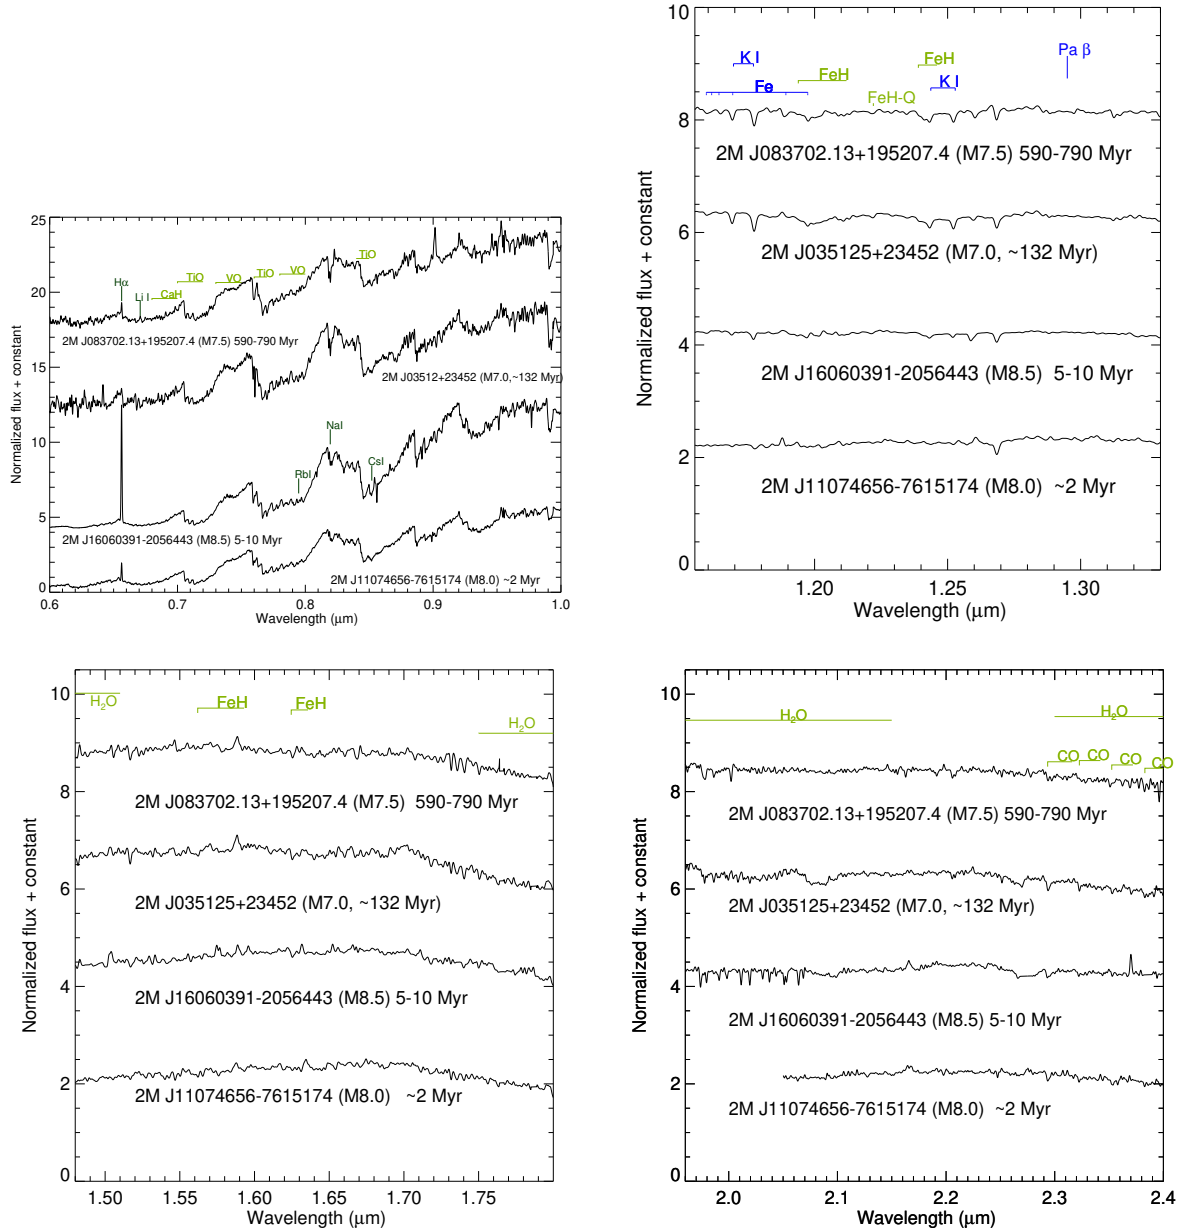 25
20
15
10
5
0
0.6 0.7 0.8 0.9 1.0
Wavelength (μm)
Normalized flux + constant
Hα
Li I
CaH
TiO
VO
TiO
VO
TiO
2M J083702.13+195207.4 (M7.5) 590-790 Myr
2M J03512+23452 (M7.0,~132 Myr)
NaI
RbI
CsI
2M J16060391-2056443 (M8.5) 5-10 Myr
2M J11074656-7615174 (M8.0) ~2 Myr
10
8
6
4
2
0
1.20 1.25 1.30
Wavelength (μm)
Normalized flux + constant
K I
Fe
FeH
FeH-Q
FeH
K I
Pa β
2M J083702.13+195207.4 (M7.5) 590-790 Myr
2M J035125+23452 (M7.0, ~132 Myr)
2M J16060391-2056443 (M8.5) 5-10 Myr
2M J11074656-7615174 (M8.0) ~2 Myr
10
8
6
4
2
0
1.50 1.55 1.60 1.65 1.70 1.75
Wavelength (μm)
Normalized flux + constant
H₂O
FeH
FeH
H₂O
2M J083702.13+195207.4 (M7.5) 590-790 Myr
2M J035125+23452 (M7.0, ~132 Myr)
2M J16060391-2056443 (M8.5) 5-10 Myr
2M J11074656-7615174 (M8.0) ~2 Myr
10
8
6
4
2
0
2.0 2.1 2.2 2.3 2.4
Wavelength (μm)
Normalized flux + constant
H₂O
H₂O
CO
CO
CO
CO
2M J083702.13+195207.4 (M7.5) 590-790 Myr
2M J035125+23452 (M7.0, ~132 Myr)
2M J16060391-2056443 (M8.5) 5-10 Myr
2M J11074656-7615174 (M8.0) ~2 Myr